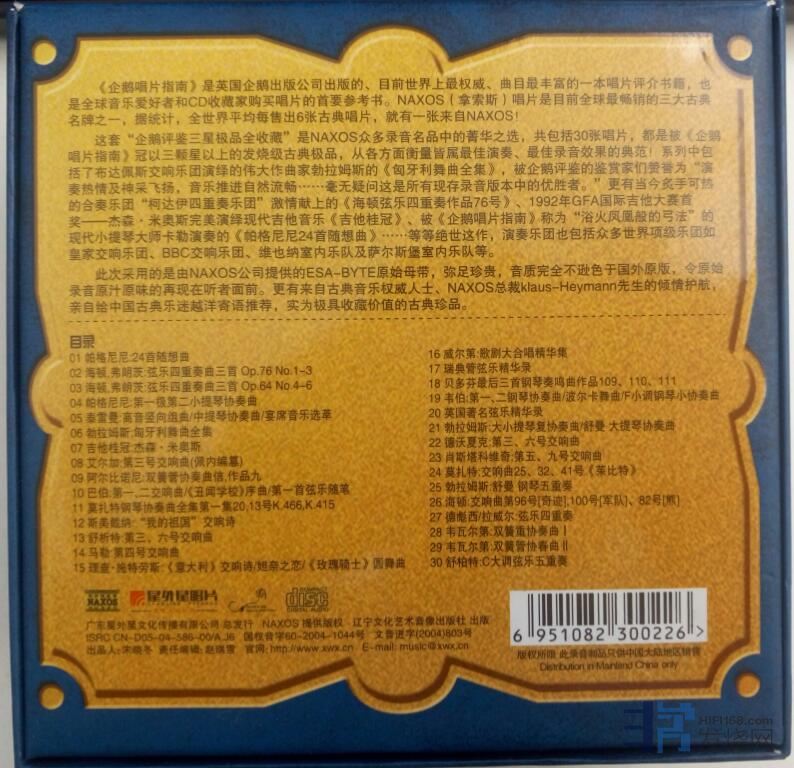 《企鹅唱片指南》是英国企鹅出版公司出版的、目前世界上最权威、曲目最丰富的一本唱片评介书籍，也
是全球音乐爱好者和CD收藏家购买唱片的首要参考书。NAXOS（拿索斯）唱片是目前全球最畅销的三大古典
名牌之一，据统计，全世界平均每售出6张古典唱片，就有一张来自NAXOS！
这套“企鹅评鉴三星极品全收藏”是NAXOS众多录音名品中的菁华之选，共包括30张唱片，都是被《企鹅
唱片指南》冠以三颗星以上的发烧级古典极品，从各方面衡量皆属最佳演奏、最佳录音效果的典范！系列中包
括了布达佩斯交响乐团演绎的伟大作曲家勃拉姆斯的《匈牙利舞曲全集》，被企鹅评鉴的鉴赏家们赞誉为“演
奏热情及神采飞扬，音乐推进自然流畅……毫无疑问这是所有现存录音版本中的优胜者。”更有当今炙手可热
的合奏乐团“柯达伊四重奏乐团”激情献上的《海顿弦乐四重奏作品76号》、1992年GFA国际吉他大赛首
奖——杰森·米奥斯完美演绎现代吉他音乐《吉他桂冠》、被《企鹅唱片指南》称为“浴火凤凰般的弓法”的
现代小提琴大师卡勒演奏的《帕格尼尼24首随想曲》……等等绝世这作，演奏乐团也包括众多世界顶级乐团如
皇家交响乐团、BBC交响乐团、维也纳室内乐队及萨尔斯堡室内乐队等。
此次采用的是由NAXOS公司提供的ESA-BYTE原始母带，弥足珍贵，音质完全不逊色于国外原版，令原始
录音原汁原味的再现在听者面前。更有来自古典音乐权威人士、NAXOS总裁klaus-Heymann先生的倾情护航，
亲自给中国古典乐迷越洋寄语推荐，实为极具收藏价值的古典珍品。
目录
01 帕格尼尼:24首随想曲
02 海顿,弗朗茨:弦乐四重奏曲三首 Op.76 No.1-3
03 海顿,弗朗茨:弦乐四重奏曲三首 Op.64 No.4-6
04 帕格尼尼:第一级第二小提琴协奏曲
05 泰雷曼:高音竖向组曲/中提琴协奏曲/宴席音乐选萃
06 勃拉姆斯:匈牙利舞曲全集
07 吉他桂冠:杰森·米奥斯
08 艾尔加:第三号交响曲(佩内编纂)
09 阿尔比诺尼:双簧管协奏曲信,作品九
10 巴伯:第一､二交响曲/《丑闻学校》序曲/第一首弦乐随笔
11 莫扎特钢琴协奏曲全集第一集20,13号K.466,K.415
12 斯美戴纳:“我的祖国”交响诗
13 舒析特:第三、六号交响曲
14 马勒:第四号交响曲
15 理查·施特劳斯:《意大利》交响诗/她奈之恋/《玫瑰骑士》圆舞曲
16 威尔第:歌剧大合唱精华集
17 瑞典管弦乐精华录
18 贝多芬最后三首钢琴奏鸣曲作品109、110、111
19 韦伯:第一､二钢琴协奏曲/波尔卡舞曲/F小调钢琴小协奏曲
20 英国著名弦乐精华录
21 勃拉姆斯:大小提琴复协奏曲/舒曼 大提琴协奏曲
22 德沃夏克:第三、六号交响曲
23 肖斯塔科维奇:第五、九号交响曲
24 莫扎特:交响曲25、32、41号《茱比特》
25 勃拉姆斯/舒曼 钢琴五重奏
26 海顿:交响曲第96号[奇迹],100号[军队]、82号[熊]
27 德彪西/拉威尔:弦乐四重奏
28 韦瓦尔第:双簧重协奏曲Ⅰ
29 韦瓦尔第:双簧管协春曲Ⅱ
30 舒柏特:C大调弦乐五重奏
NAXOS 星外星唱片 disc DIGITAL AUDIO
广东星外星文化传播有限公司 总发行 NAXOS 提供版权 辽宁文化艺术音像出版社 出版
ISRC CN-D05-04-586-00/A.J6 国权音字60-2004-1044号 文音进字(2004)803号
出品人:宋晓冬 责任编辑:赵琪雪 官网:http://www.xwx.cn E-mail: music@xwx.cn
6 951082 300226 >
版权所限 此录音制品只供中国大陆地区销售
Distribution in Mainland China only
HIFI168.com
发烧网